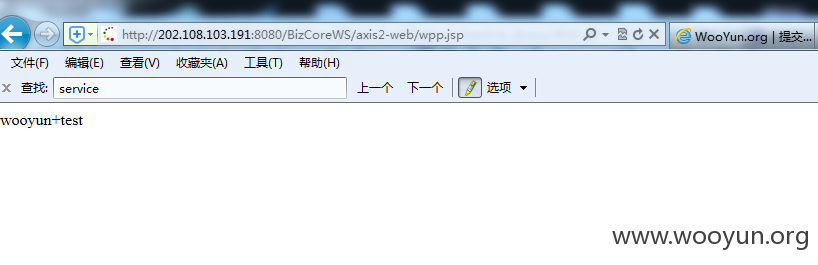 http://202.108.103.191:8080/BizCoreWS/axis2-web/wpp.jsp
WooYun.org | 提交...
文件(F) 编辑(E) 查看(V) 收藏夹(A) 工具(T) 帮助(H)
x 查找: service 上一个 下一个 选项
wooyun+test
www.wooyun.org